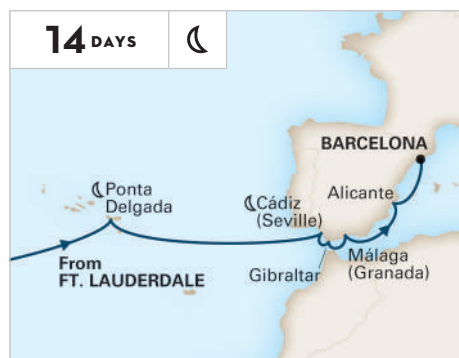 14 DAYS
BARCELONA
Ponta
Delgada
Cádiz
(Seville)
Alicante
From
FT. LAUDERDALE
Gibraltar
Málaga
(Granada)